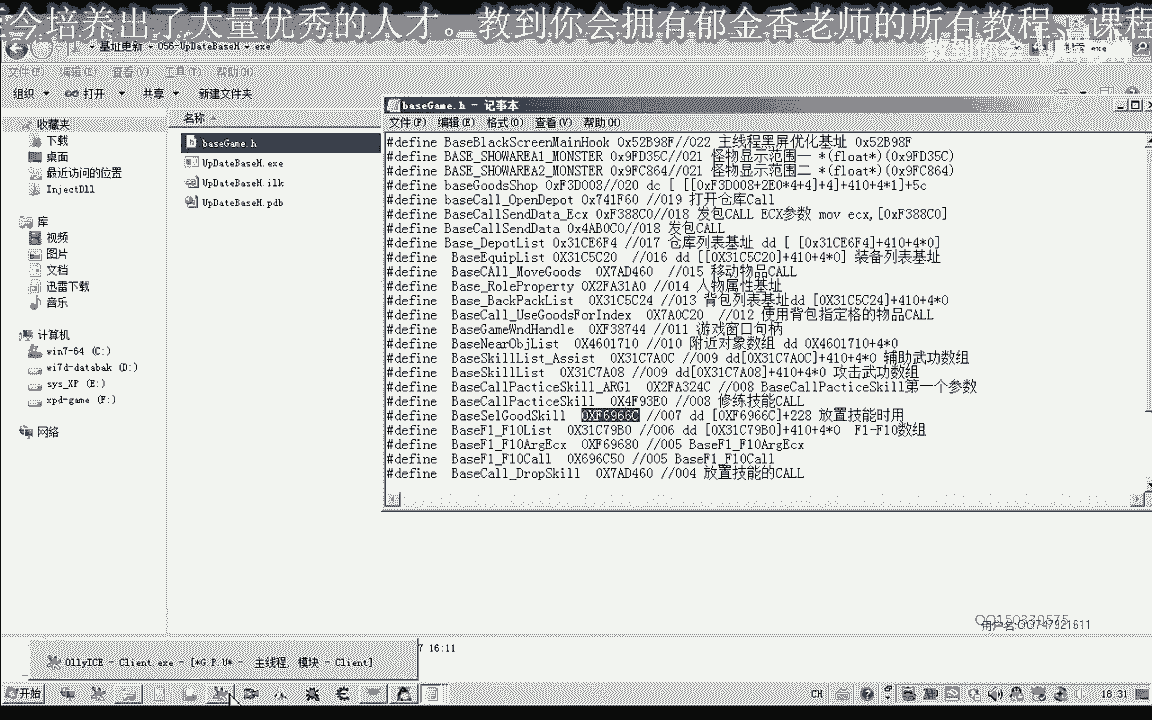 今培养出了大量优秀的人才。教到你会拥有郁金香老师的所有教程、课程
教到你会
基址更新 ▸ 056-UpDateBaseM ▸ exe
文件(F) 编辑(E) 查看(V) 工具(T) 帮助(H)
组织 打开 共享 新建文件夹
收藏夹
下载
桌面
最近访问的位置
InjectDll
库
视频
图片
文档
迅雷下载
音乐
计算机
win7-64 (C:)
wi7d-databak (D:)
sys_XP (E:)
xpd-game (F:)
网络
名称
baseGame.h
UpDateBaseM.exe
UpDateBaseM.ilk
UpDateBaseM.pdb
baseGame.h - 记事本
文件(F) 编辑(E) 格式(O) 查看(V) 帮助(H)
#define BaseBlackScreenMainHook 0x52B98F//022 主线程黑屏优化基址 0x52B98F
#define BASE_SHOWAREA1_MONSTER 0x9FD35C//021 怪物显示范围一 *(float*)(0x9FD35C)
#define BASE_SHOWAREA2_MONSTER 0x9FC864//021 怪物显示范围二 *(float*)(0x9FC864)
#define baseGoodsShop 0xF3D008//020 dc [ [[0xF3D008+2E0*4+4]+4]+410+4*1]+5c
#define baseCall_OpenDepot 0x741F60 //019 打开仓库Call
#define BaseCallSendData_Ecx 0xF388C0//018 发包CALL ECX参数 mov ecx,[0xF388C0]
#define BaseCallSendData 0x4AB0C0//018 发包CALL
#define Base_DepotList 0x31CE6F4 //017 仓库列表基址 dd [ [0x31CE6F4]+410+4*0]
#define BaseEquipList 0X31C5C20 //016 dd [[0X31C5C20]+410+4*0] 装备列表基址
#define BaseCAll_MoveGoods 0X7AD460 //015 移动物品CALL
#define Base_RoleProperty 0X2FA31A0 //014 人物属性基址
#define Base_BackPackList 0X31C5C24 //013 背包列表基址dd [0X31C5C24]+410+4*0
#define BaseCall_UseGoodsForIndex 0X7A0C20 //012 使用背包指定格的物品CALL
#define BaseGameWndHandle 0XF38744 //011 游戏窗口句柄
#define BaseNearObjList 0X4601710 //010 附近对象数组 dd 0X4601710+4*0
#define BaseSkillList_Assist 0X31C7A0C //009 dd[0X31C7A0C]+410+4*0 辅助武功数组
#define BaseSkillList 0X31C7A08 //009 dd[0X31C7A08]+410+4*0 攻击武功数组
#define BaseCallPacticeSkill_ARG1 0X2FA324C //008 BaseCallPacticeSkill第一个参数
#define BaseCallPacticeSkill 0X4F93E0 //008 修练技能CALL
#define BaseSelGoodSkill 0XF6966C //007 dd [0XF6966C]+228 放置技能时用
#define BaseF1_F10List 0X31C79B0 //006 dd [0X31C79B0]+410+4*0 F1-F10数组
#define BaseF1_F10ArgEcx 0XF69680 //005 BaseF1_F10ArgEcx
#define BaseF1_F10Call 0X696C50 //005 BaseF1_F10Call
#define BaseCall_DropSkill 0X7AD460 //004 放置技能的CALL
7 16:11
OllyICE - Client.exe - [*G.P.U* - 主线程, 模块 - Client]
开始
CH
18:31